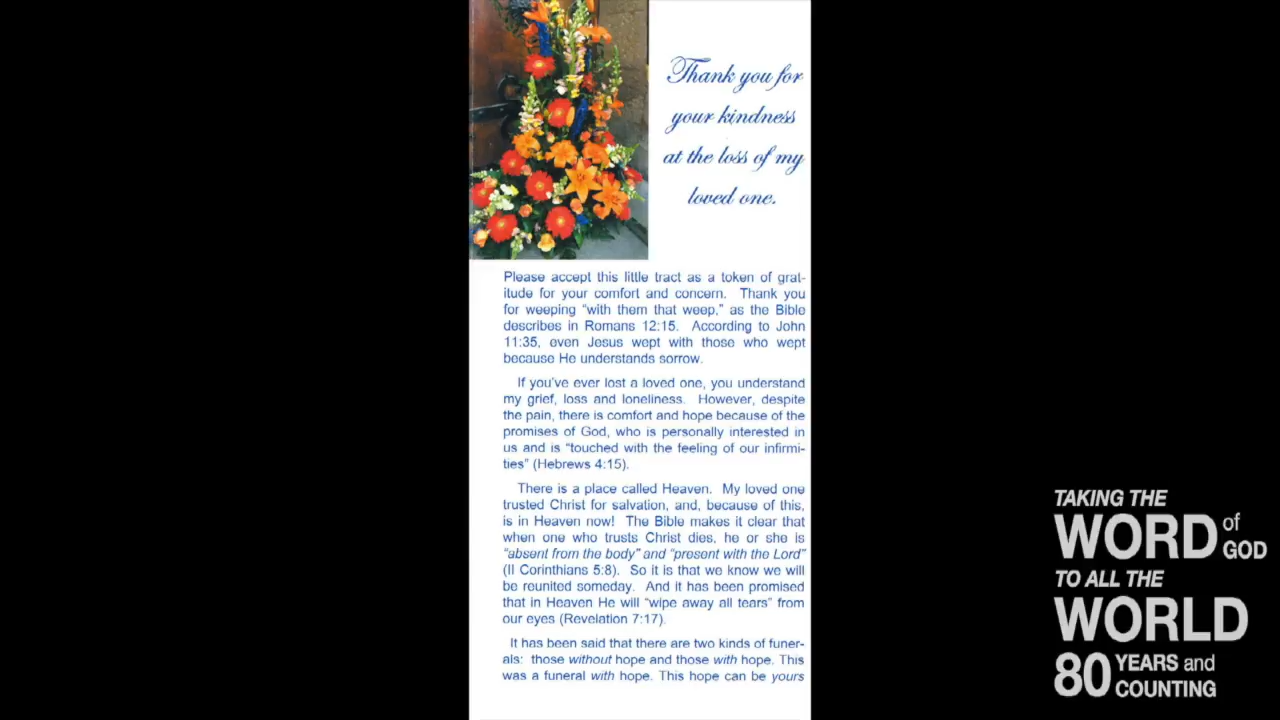 Thank you for
your kindness
at the loss of my
loved one.
Please accept this little tract as a token of grat-
itude for your comfort and concern. Thank you
for weeping “with them that weep,” as the Bible
describes in Romans 12:15. According to John
11:35, even Jesus wept with those who wept
because He understands sorrow.
If you’ve ever lost a loved one, you understand
my grief, loss and loneliness. However, despite
the pain, there is comfort and hope because of the
promises of God, who is personally interested in
us and is “touched with the feeling of our infirmi-
ties” (Hebrews 4:15).
There is a place called Heaven. My loved one
trusted Christ for salvation, and, because of this,
is in Heaven now! The Bible makes it clear that
when one who trusts Christ dies, he or she is
“absent from the body” and “present with the Lord”
(II Corinthians 5:8). So it is that we know we will
be reunited someday. And it has been promised
that in Heaven He will “wipe away all tears” from
our eyes (Revelation 7:17).
It has been said that there are two kinds of funer-
als: those without hope and those with hope. This
was a funeral with hope. This hope can be yours
TAKING THE
WORD of GOD
TO ALL THE
WORLD
80 YEARS and
COUNTING